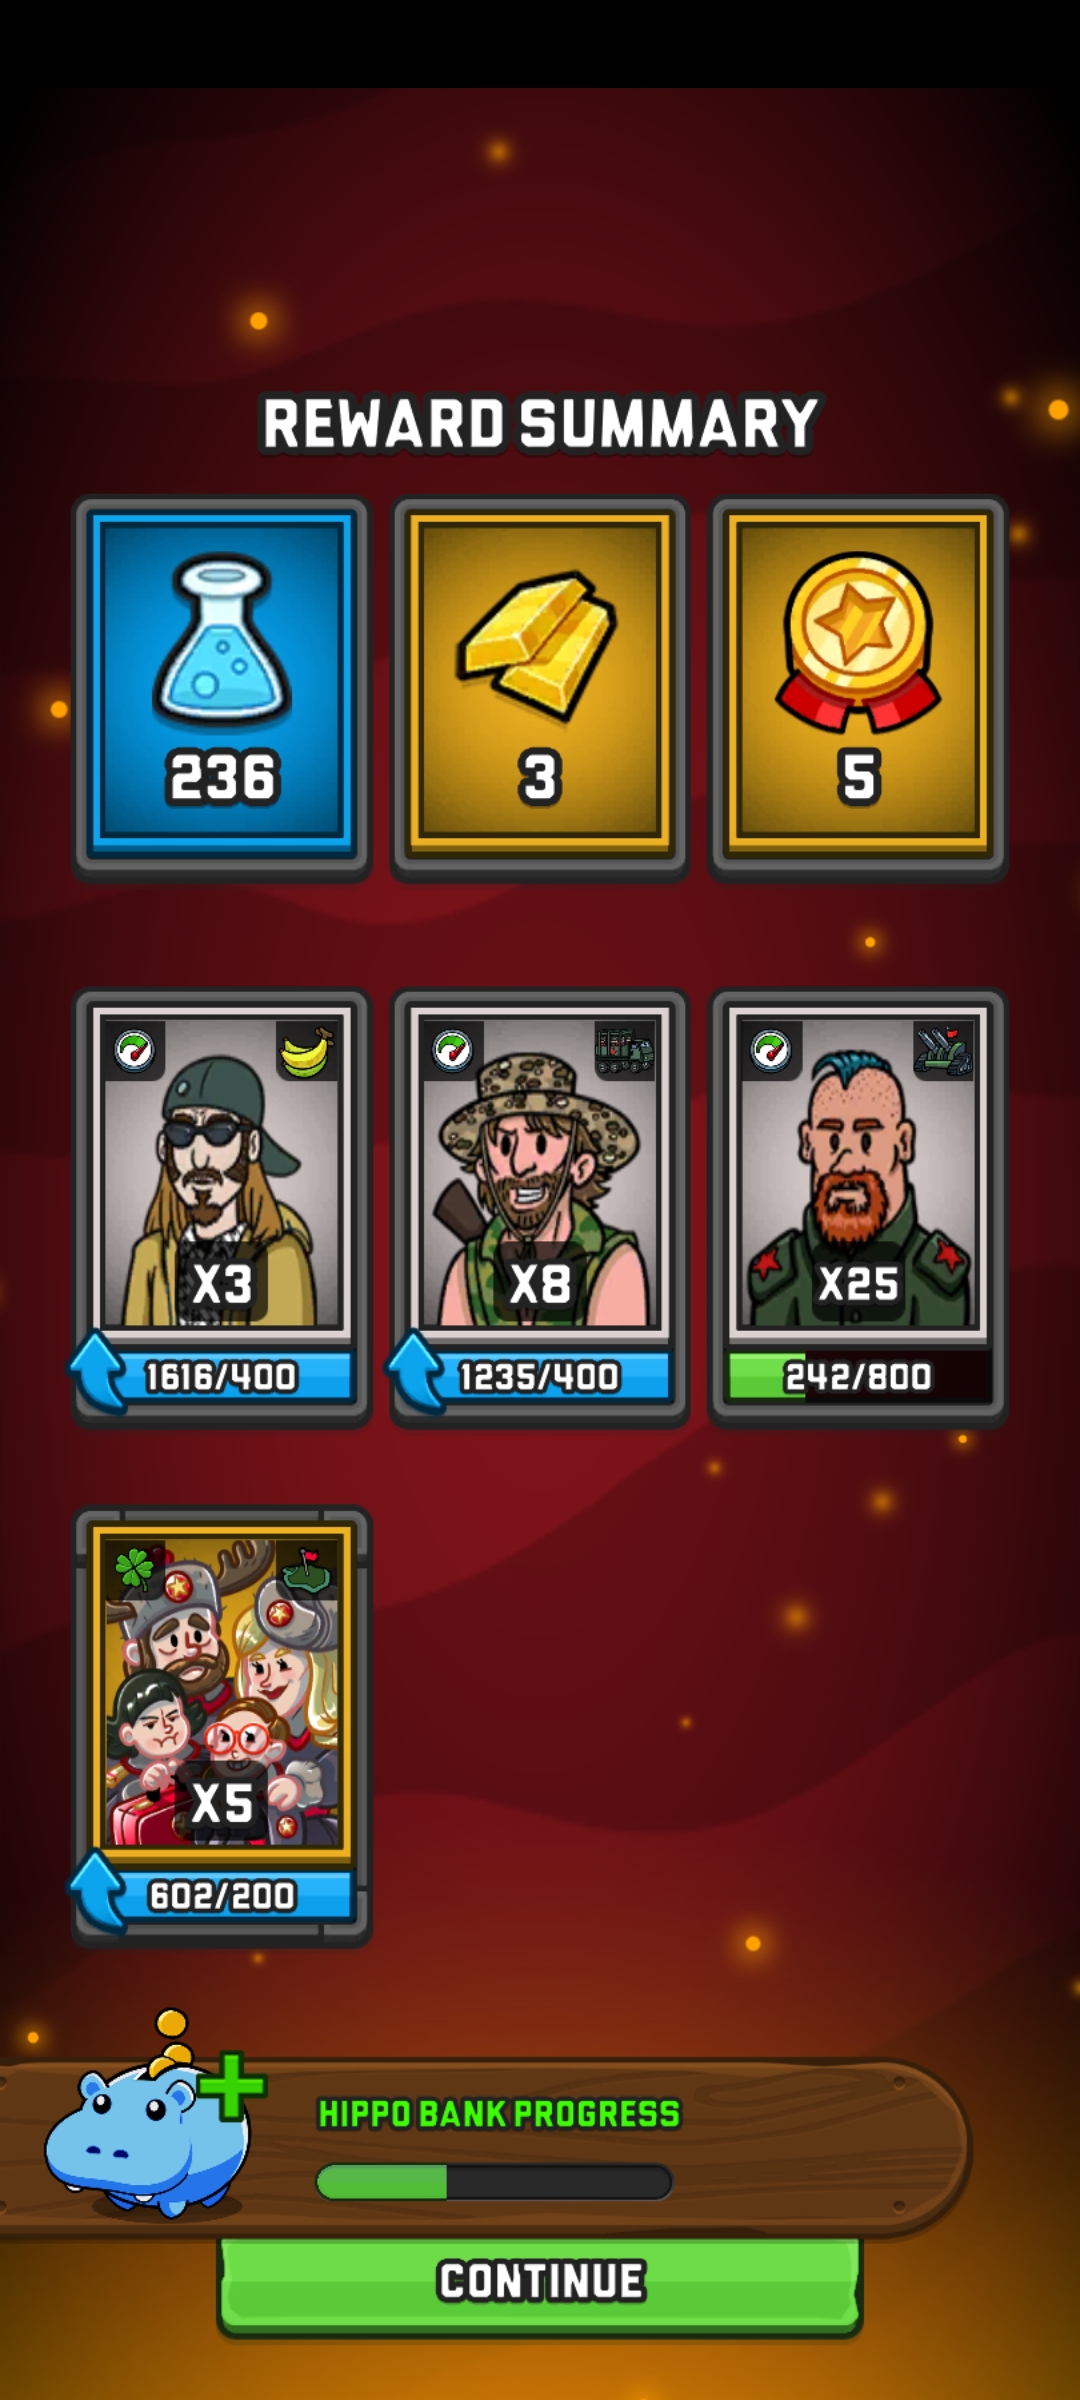 REWARD SUMMARY
236
3
5
X3
X8
X25
1616/400
1235/400
242/800
X5
602/200
HIPPO BANK PROGRESS
CONTINUE